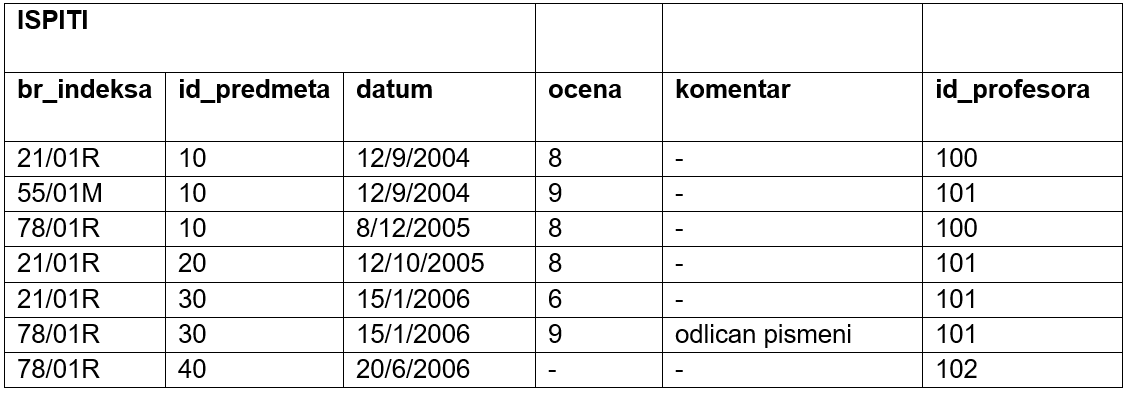 ISPITI
br_indeksa id_predmeta datum ocena komentar id_profesora
21/01R 10 12/9/2004 8 - 100
55/01M 10 12/9/2004 9 - 101
78/01R 10 8/12/2005 8 - 100
21/01R 20 12/10/2005 8 - 101
21/01R 30 15/1/2006 6 - 101
78/01R 30 15/1/2006 9 odlican pismeni 101
78/01R 40 20/6/2006 - - 102